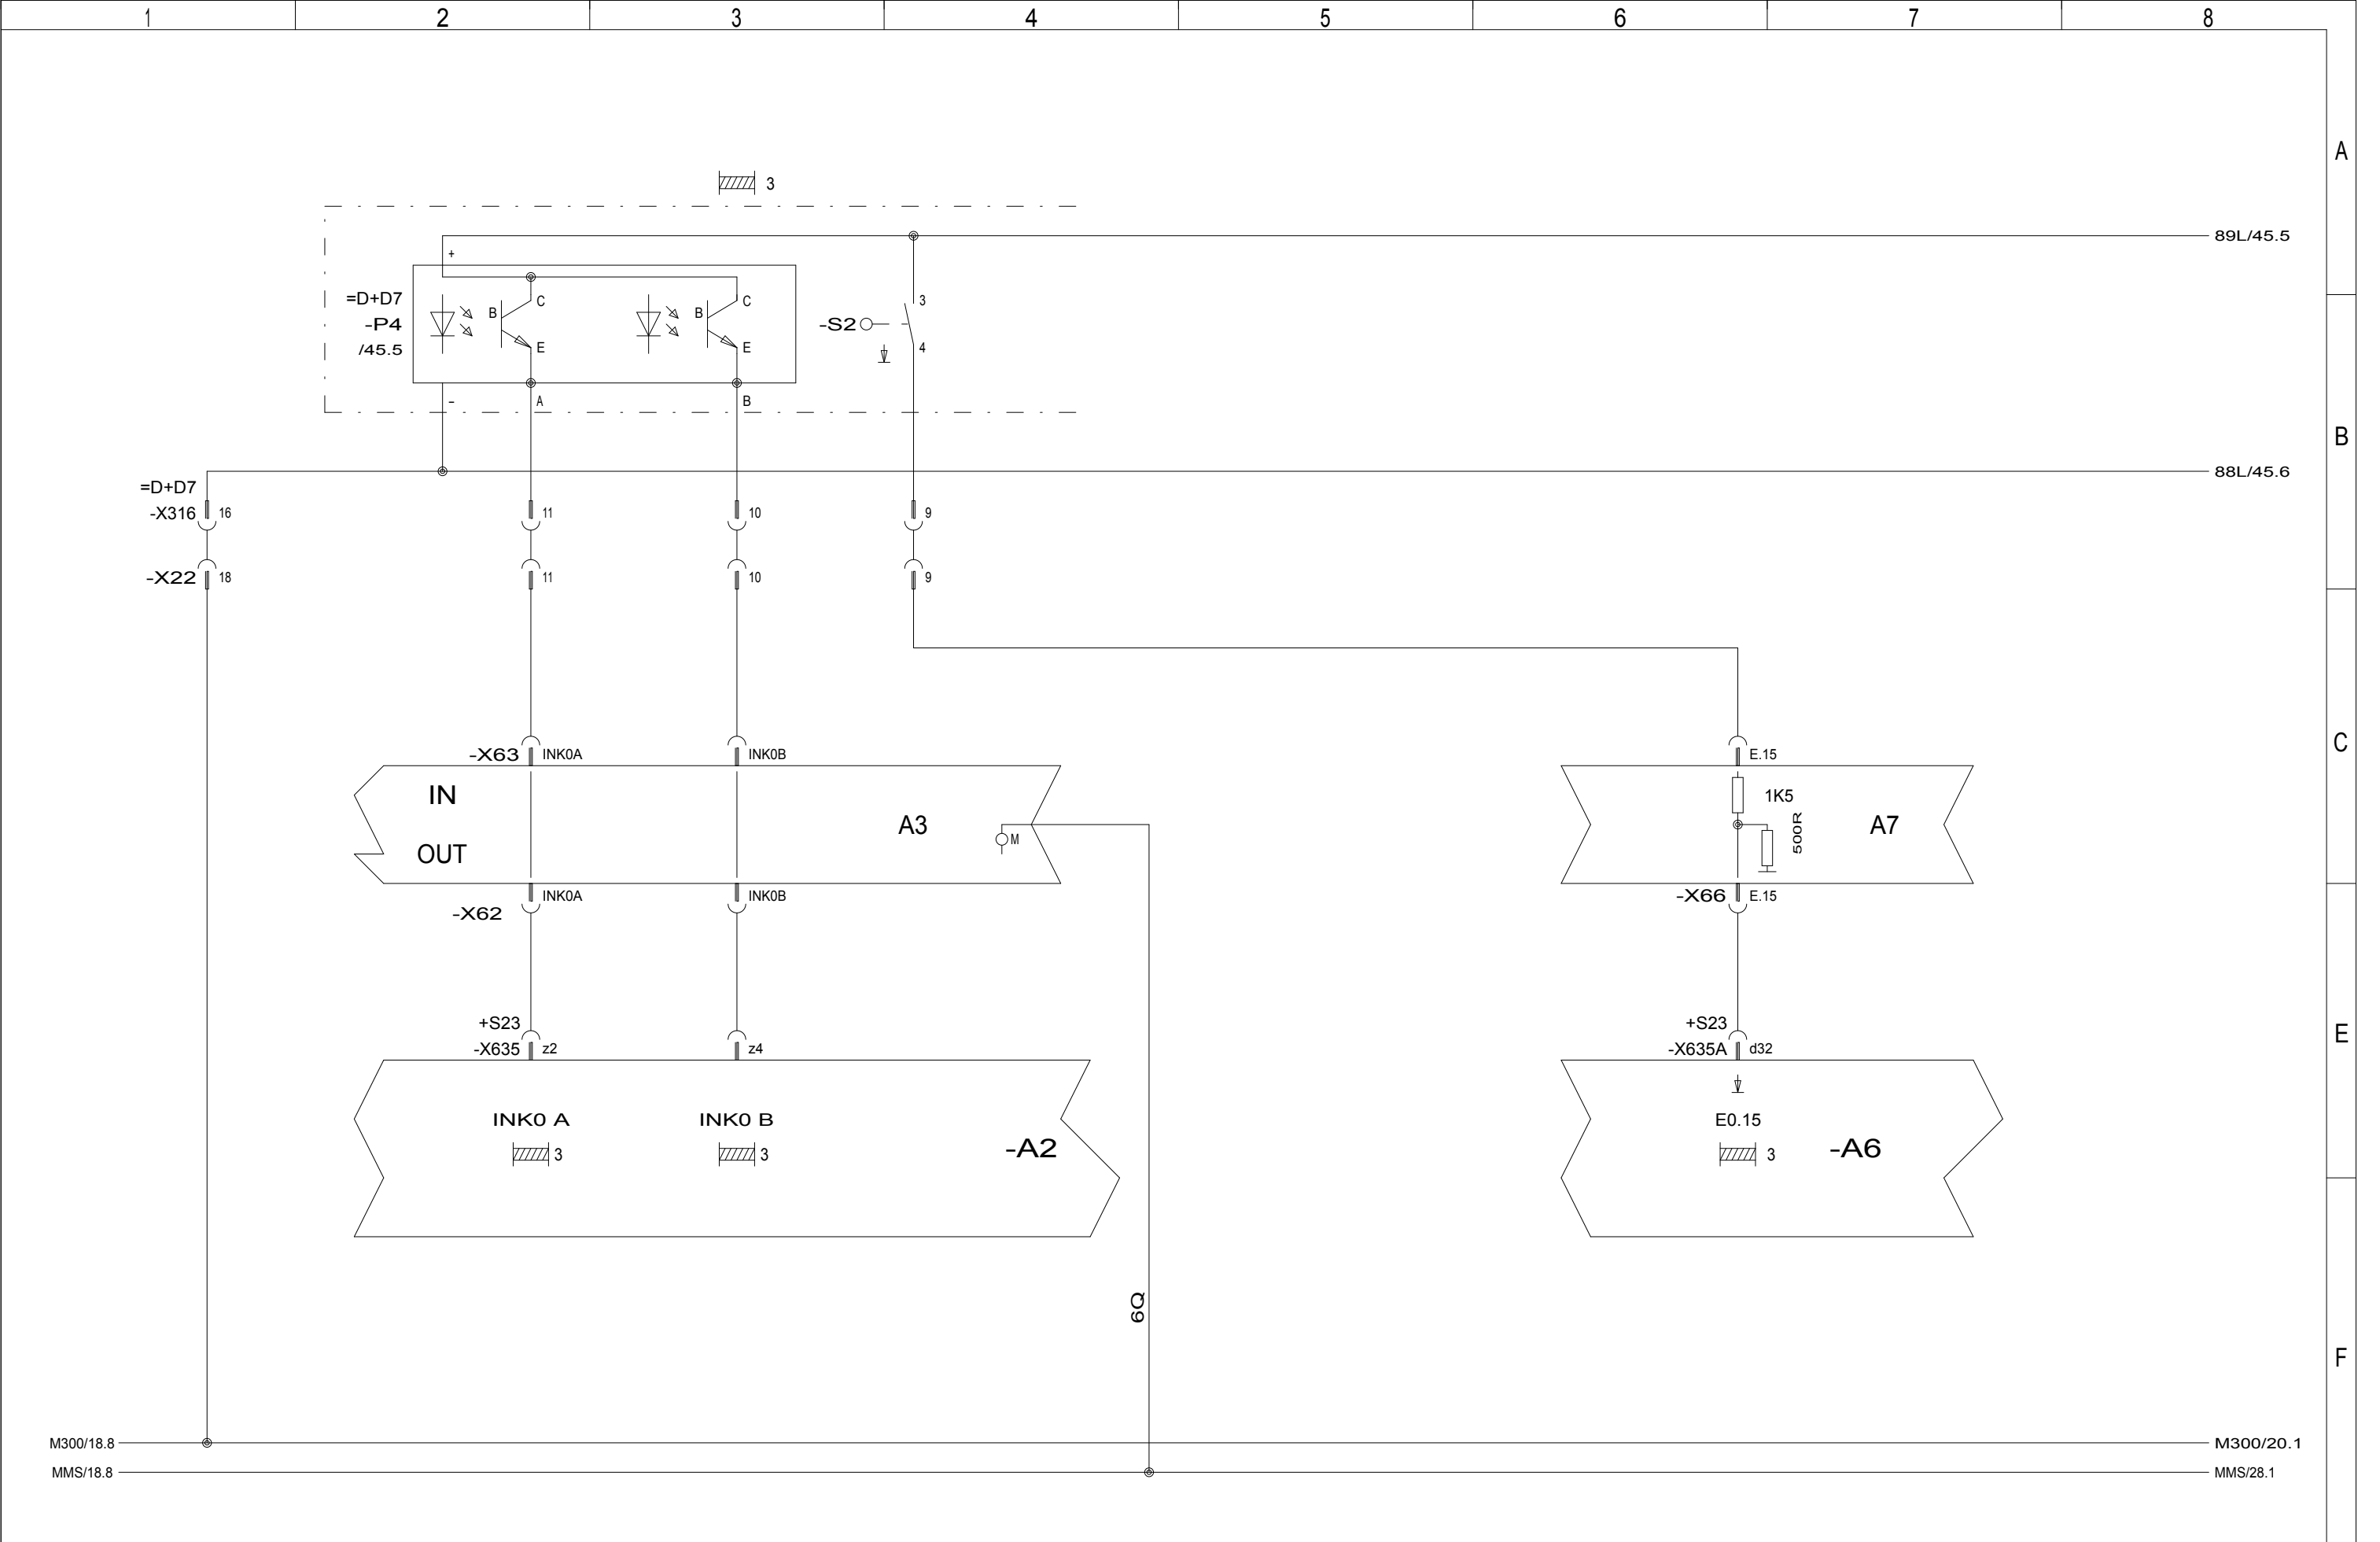 1 2 3 4 5 6 7 8
A
3
89L/45.5
+
=D+D7
-P4
/45.5
B C E
B C E
-S2
3
4
- A B
B
88L/45.6
=D+D7
-X316 16 11 10 9
-X22 18 11 10 9
C
-X63 INK0A INK0B E.15
IN
OUT
A3
M
1K5
500R
A7
-X62 INK0A INK0B
-X66 E.15
+S23
-X635 z2 z4
+S23
-X635A d32
E
INK0 A INK0 B
3 3
-A2
E0.15
3
-A6
6Q
F
M300/18.8 M300/20.1
MMS/18.8 MMS/28.1